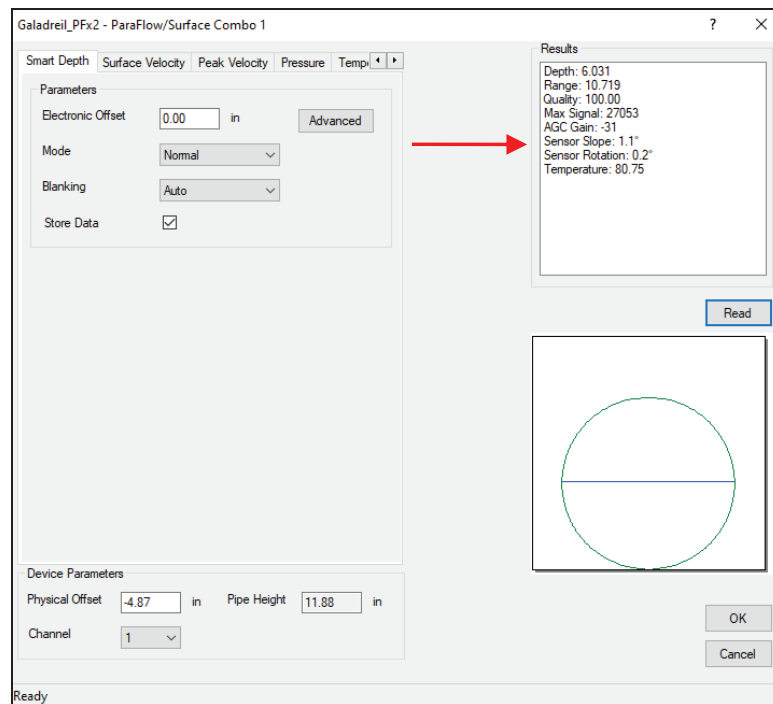 Galadreil_PFx2 - ParaFlow/Surface Combo 1
Smart Depth Surface Velocity Peak Velocity Pressure
Parameters
Electronic Offset 0.00 in Advanced
Mode Normal
Blanking Auto
Store Data
Results
Depth: 6.031
Range: 10.719
Quality: 100.00
Max Signal: 27053
AGC Gain: -31
Sensor Slope: 1.1°
Sensor Rotation: 0.2°
Temperature: 80.75
Read
Device Parameters
Physical Offset -4.87 in Pipe Height 11.88 in
Channel 1
OK
Cancel
Ready